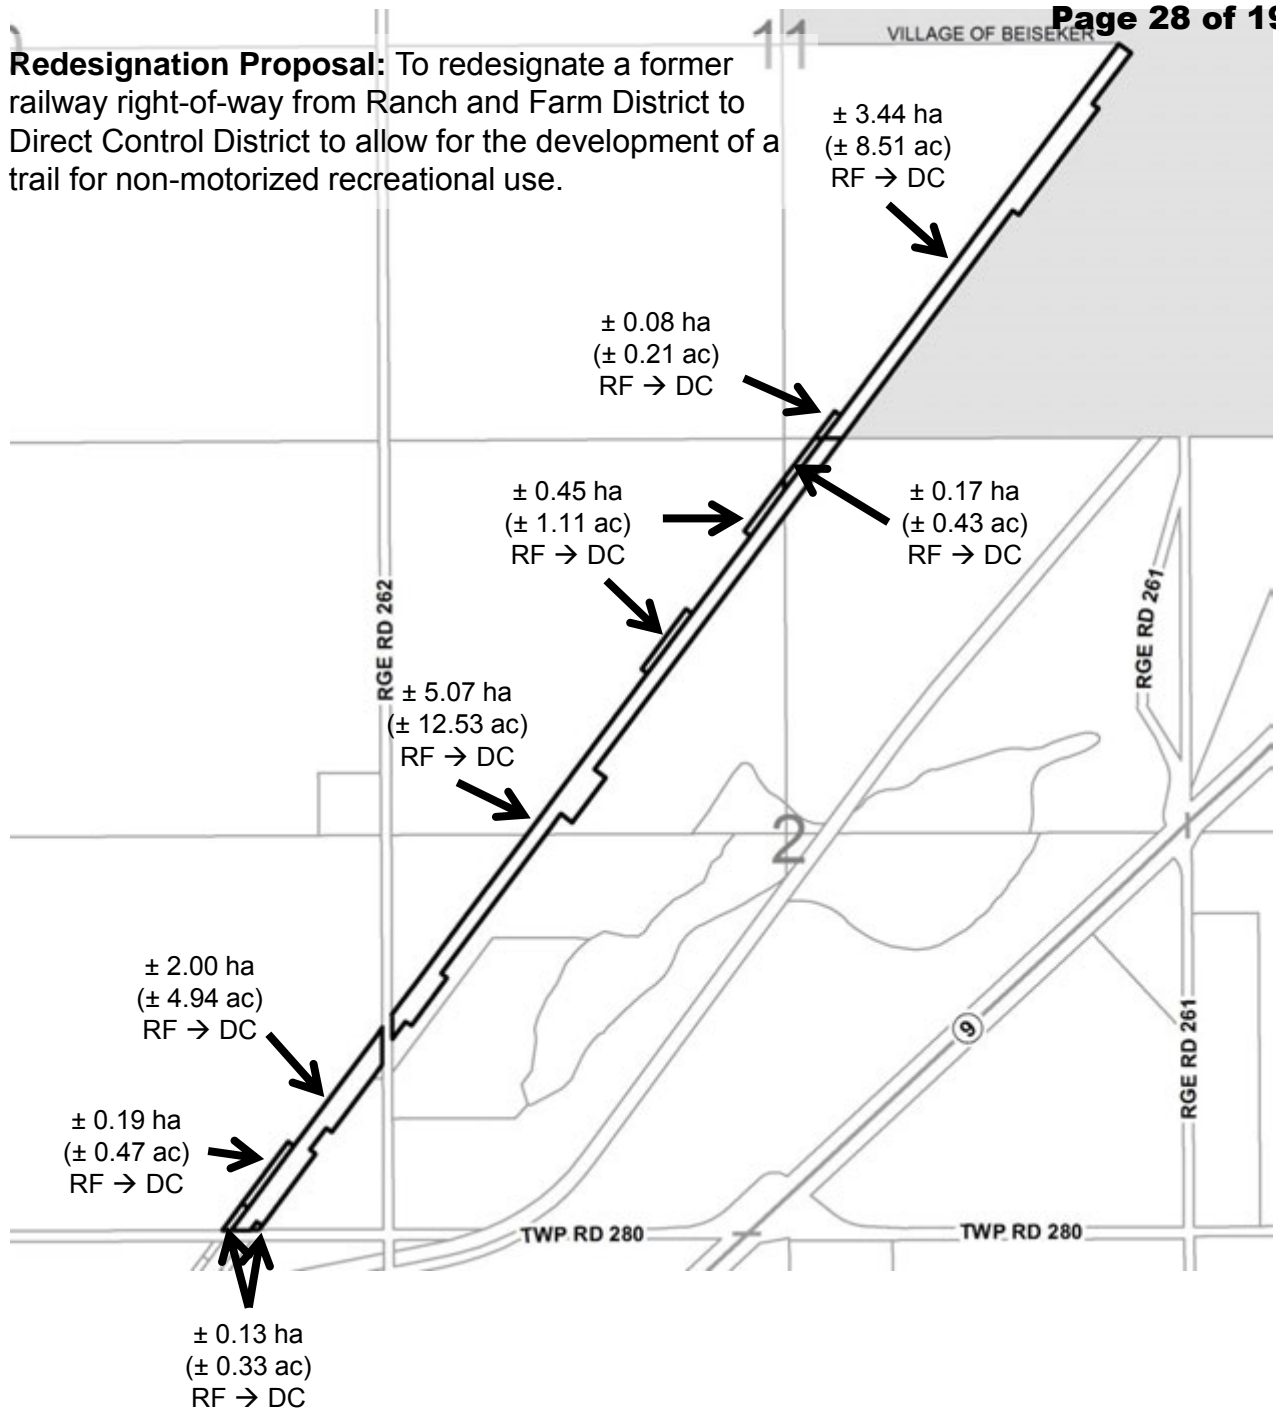 Page 28 of 19
11
VILLAGE OF BEISEKER
Redesignation Proposal: To redesignate a former
railway right-of-way from Ranch and Farm District to
Direct Control District to allow for the development of a
trail for non-motorized recreational use.
± 3.44 ha
(± 8.51 ac)
RF → DC
± 0.08 ha
(± 0.21 ac)
RF → DC
± 0.45 ha
(± 1.11 ac)
RF → DC
± 0.17 ha
(± 0.43 ac)
RF → DC
RGE RD 262
RGE RD 261
± 5.07 ha
(± 12.53 ac)
RF → DC
2
± 2.00 ha
(± 4.94 ac)
RF → DC
9
RGE RD 261
± 0.19 ha
(± 0.47 ac)
RF → DC
TWP RD 280
TWP RD 280
± 0.13 ha
(± 0.33 ac)
RF → DC